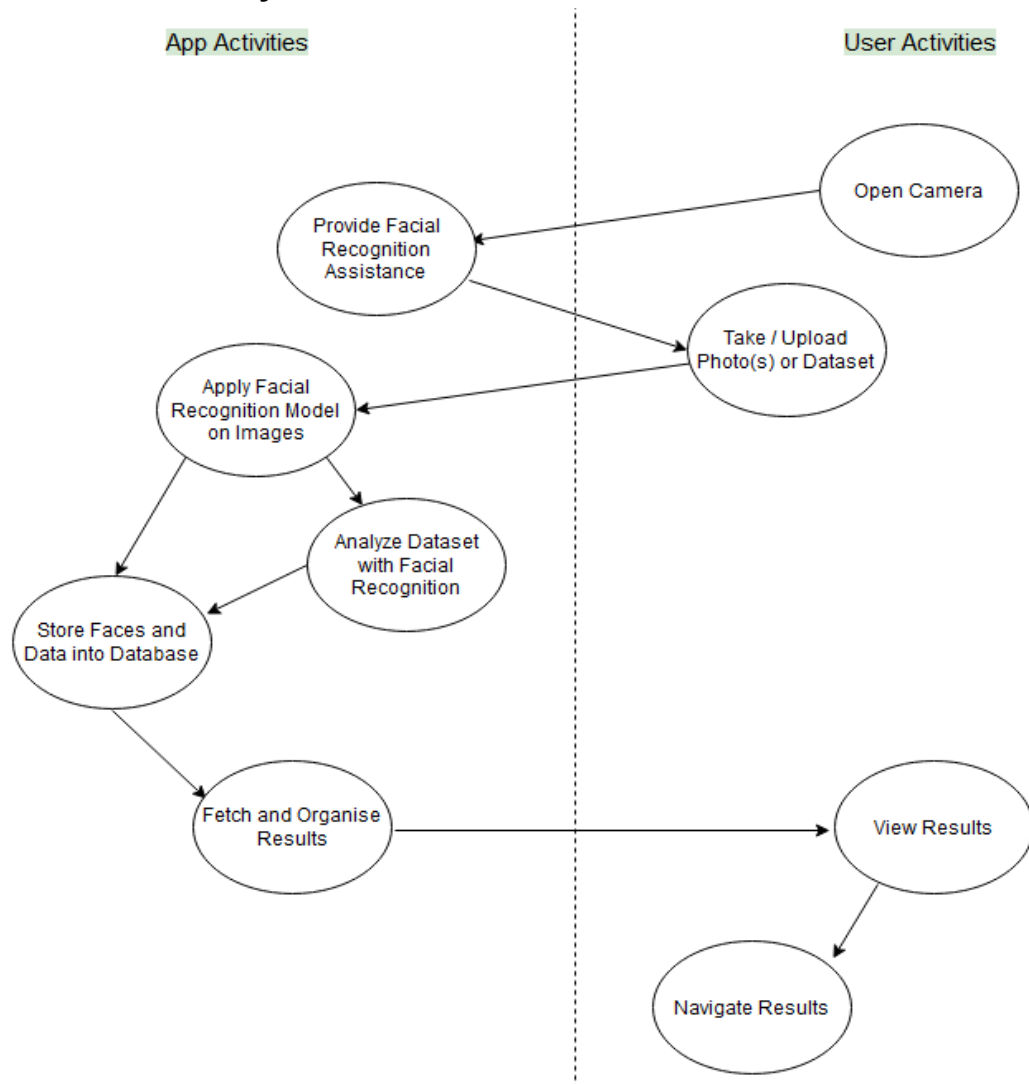 App Activities
User Activities
Open Camera
Provide Facial
Recognition
Assistance
Take / Upload
Photo(s) or Dataset
Apply Facial
Recognition Model
on Images
Analyze Dataset
with Facial
Recognition
Store Faces and
Data into Database
Fetch and Organise
Results
View Results
Navigate Results